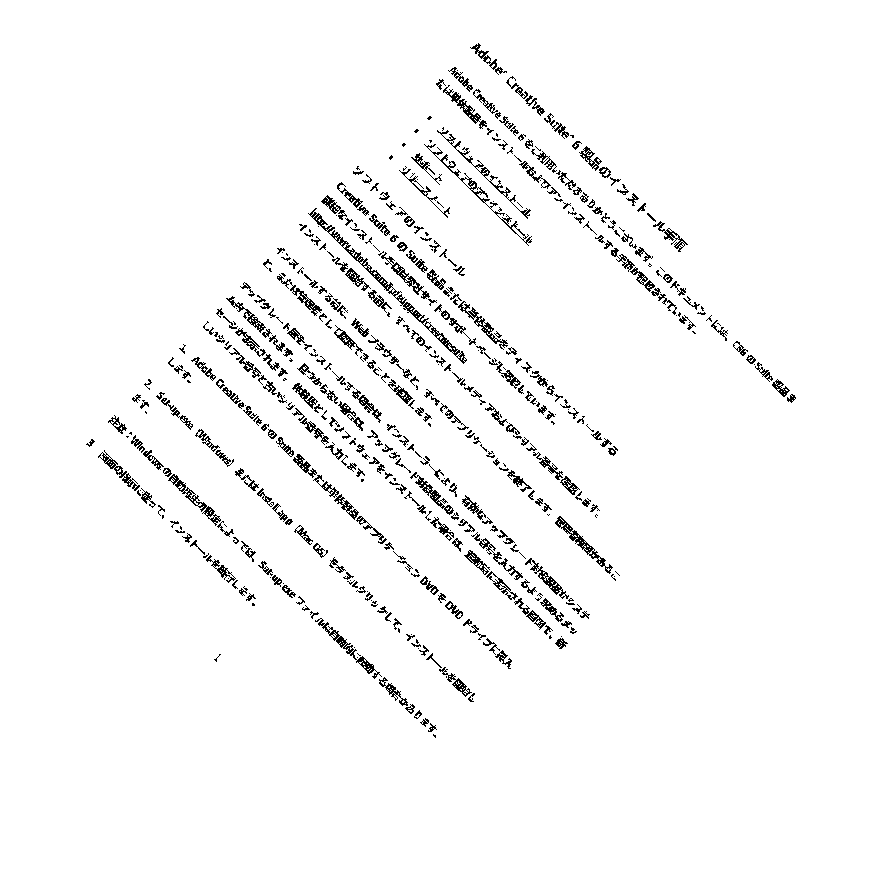 Adobe® Creative Suite® 6 製品のインストール手順
Adobe Creative Suite 6 をご利用いただきありがとうございます。このドキュメントには、CS6 の Suite 製品ま
たは単体製品をインストールおよびアンインストールする手順が記載されています。
• ソフトウェアのインストール
• ソフトウェアのアンインストール
• サポート
• リリースノート
ソフトウェアのインストール
Creative Suite 6 の Suite 製品または単体製品をディスクからインストールする
詳細なインストール手順は弊社サイトのサポートページに記載しています。
インストールを開始する前に、すべてのインストールメディアおよびシリアル番号を確認します。
インストールする前に、Web ブラウザーなど、すべてのアプリケーションを終了します。管理者権限があるこ
と、または管理者として認証できることを確認します。
アップグレード版をインストールする場合は、インストーラーにより、有効なアップグレード対象製品がシステ
ム内で検索されます。見つからない場合は、アップグレード対象製品のシリアル番号を入力するよう求めるメッ
セージが表示されます。体験版としてソフトウェアをインストールした場合は、起動時に表示される画面で、新
しいシリアル番号と古いシリアル番号を入力します。
1. Adobe Creative Suite 6 の Suite 製品または単体製品のアプリケーション DVD を DVD ドライブに挿入
します。
2. Set-up.exe（Windows）または Install.app（Mac OS）をダブルクリックして、インストールを開始し
ます。
注意：Windows の自動再生の設定によっては、Set-up.exe ファイルは自動的に起動する場合があります。
3. 画面の指示に従って、インストールを完了します。
1